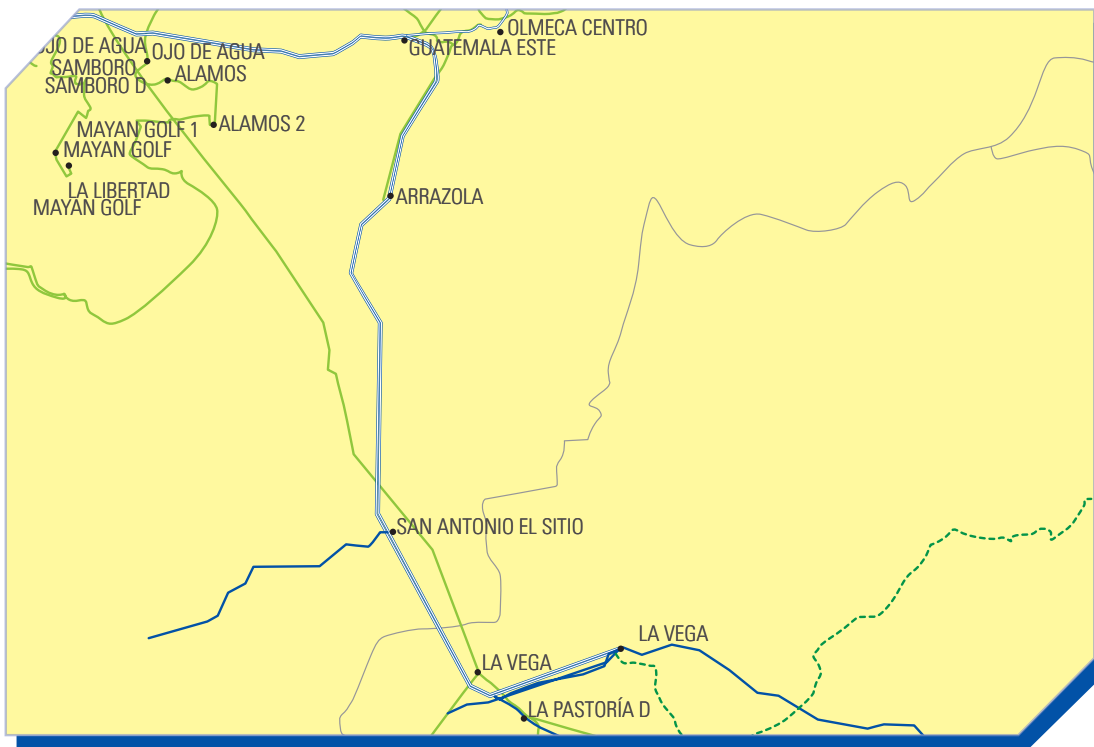 OLMECA CENTRO
GUATEMALA ESTE
OJO DE AGUA
OJO DE AGUA
SAMBORO
ALAMOS
SAMBORO D
ALAMOS 2
MAYAN GOLF 1
MAYAN GOLF
LA LIBERTAD
MAYAN GOLF
ARRAZOLA
SAN ANTONIO EL SITIO
LA VEGA
LA VEGA
LA PASTORÍA D